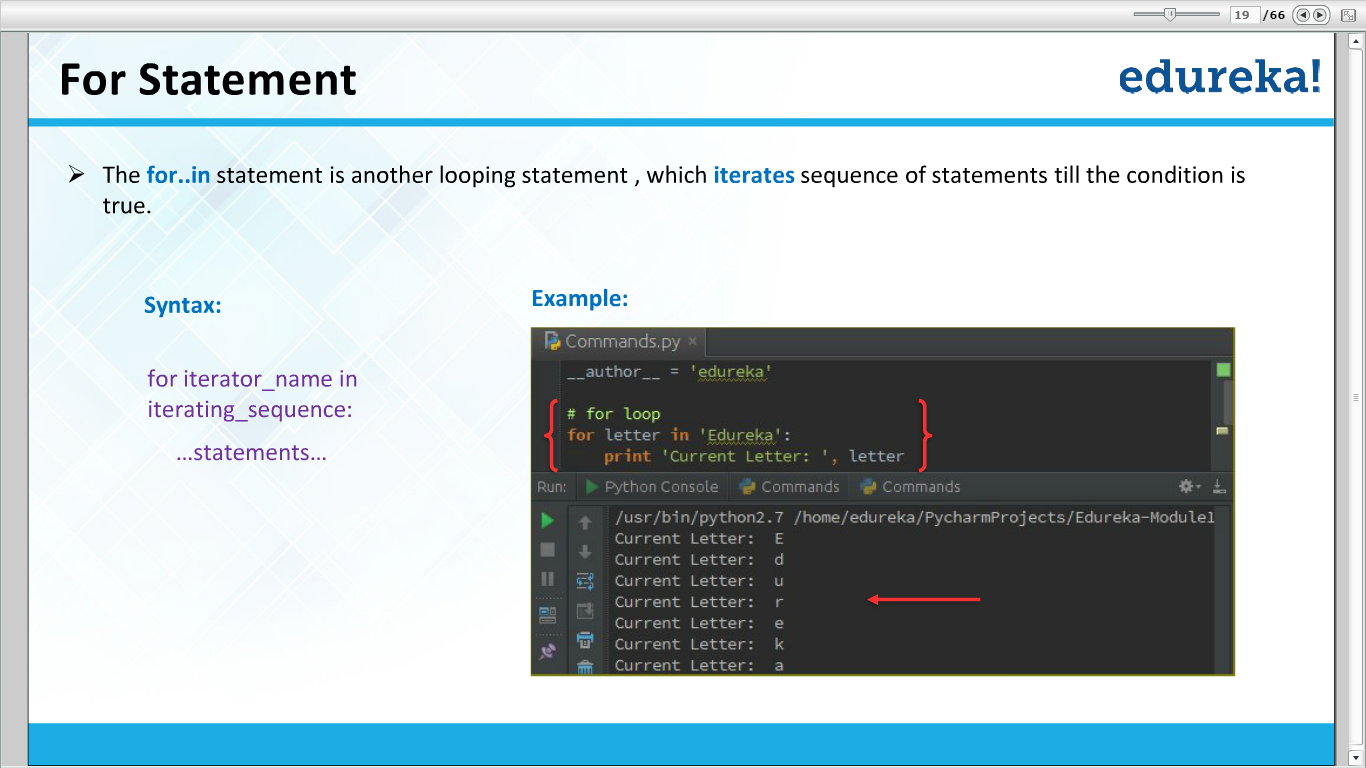 19 /66
For Statement
edureka!
The for..in statement is another looping statement , which iterates sequence of statements till the condition is
true.
Syntax:
for iterator_name in
iterating_sequence:
...statements...
Example:
Commands.py ×
__author__ = 'edureka'
# for loop
for letter in 'Edureka':
print 'Current Letter: ', letter
Run: Python Console Commands Commands
/usr/bin/python2.7 /home/edureka/PycharmProjects/Edureka-Module1
Current Letter: E
Current Letter: d
Current Letter: u
Current Letter: r
Current Letter: e
Current Letter: k
Current Letter: a